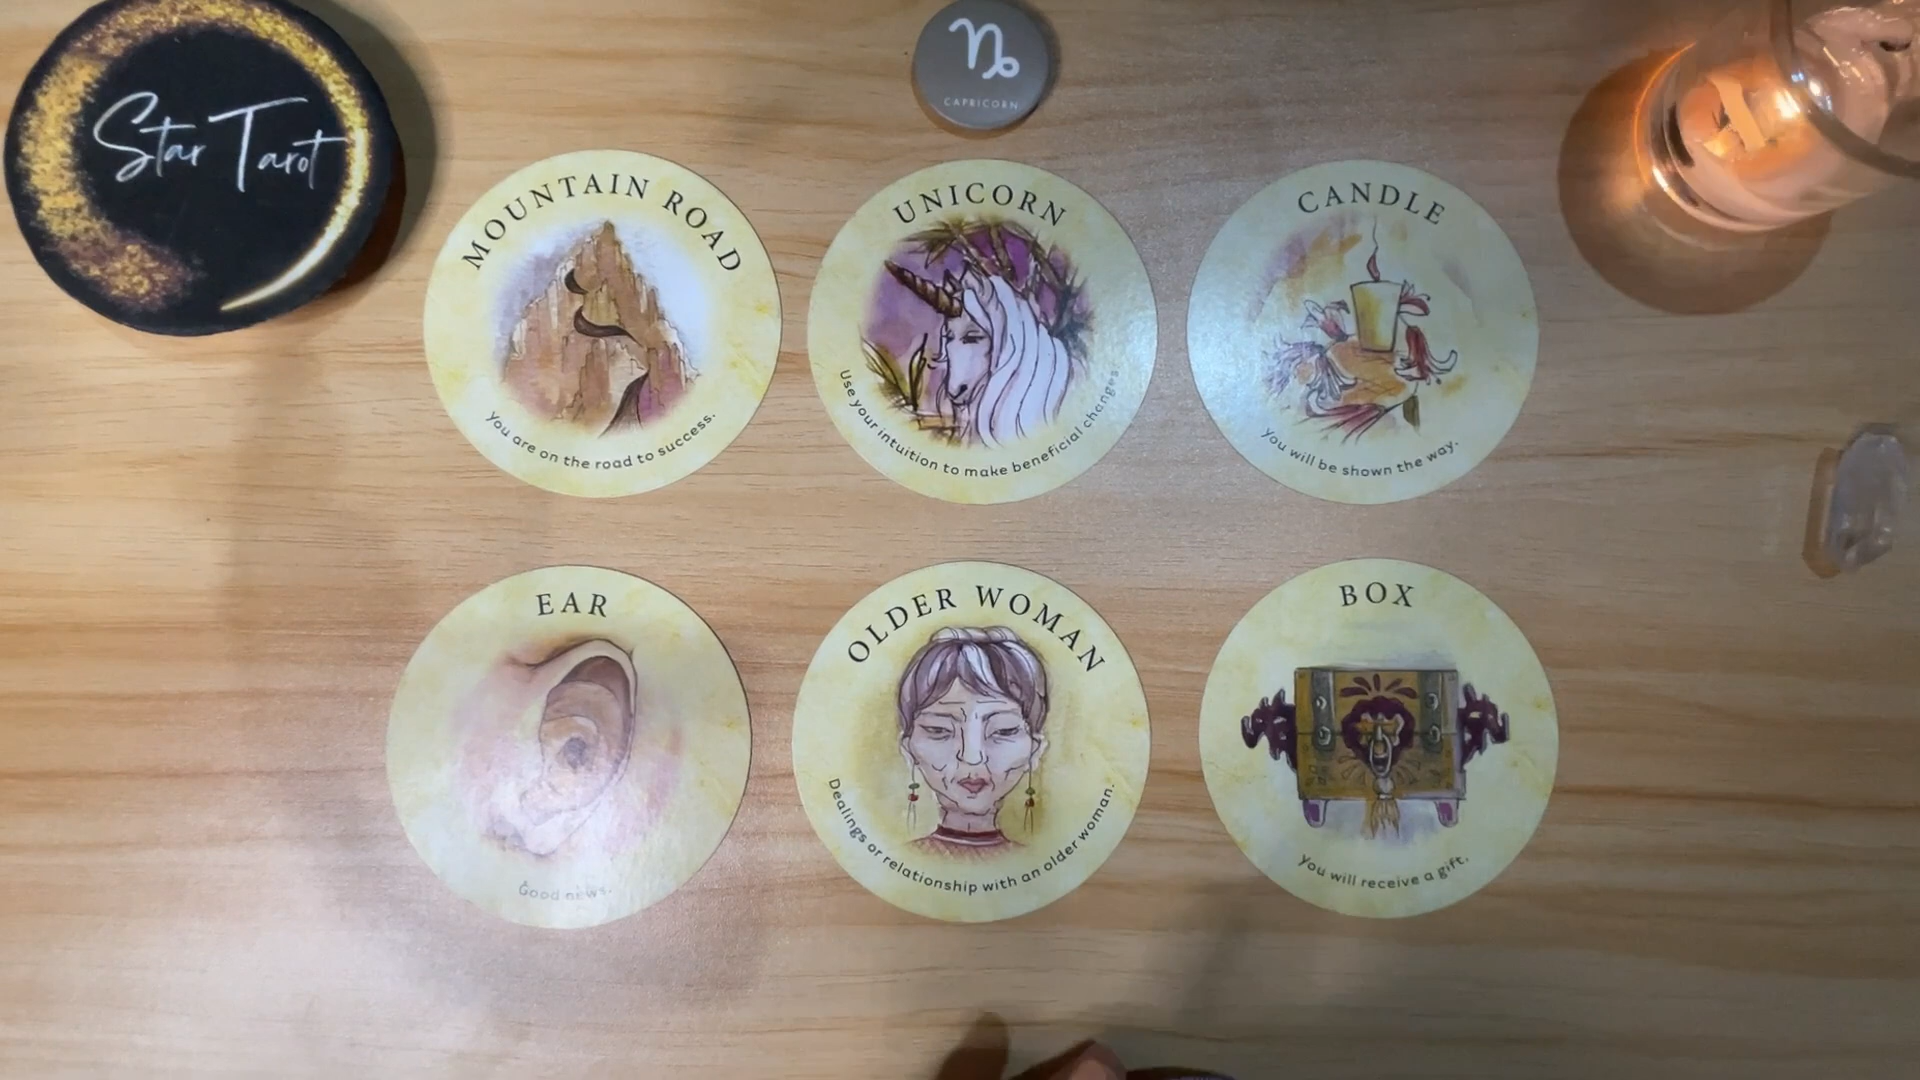 Star Tarot
CAPRICORN
MOUNTAIN ROAD
You are on the road to success.
UNICORN
Use your intuition to make beneficial changes.
CANDLE
You will be shown the way.
EAR
Good news.
OLDER WOMAN
Dealings or relationship with an older woman.
BOX
You will receive a gift.